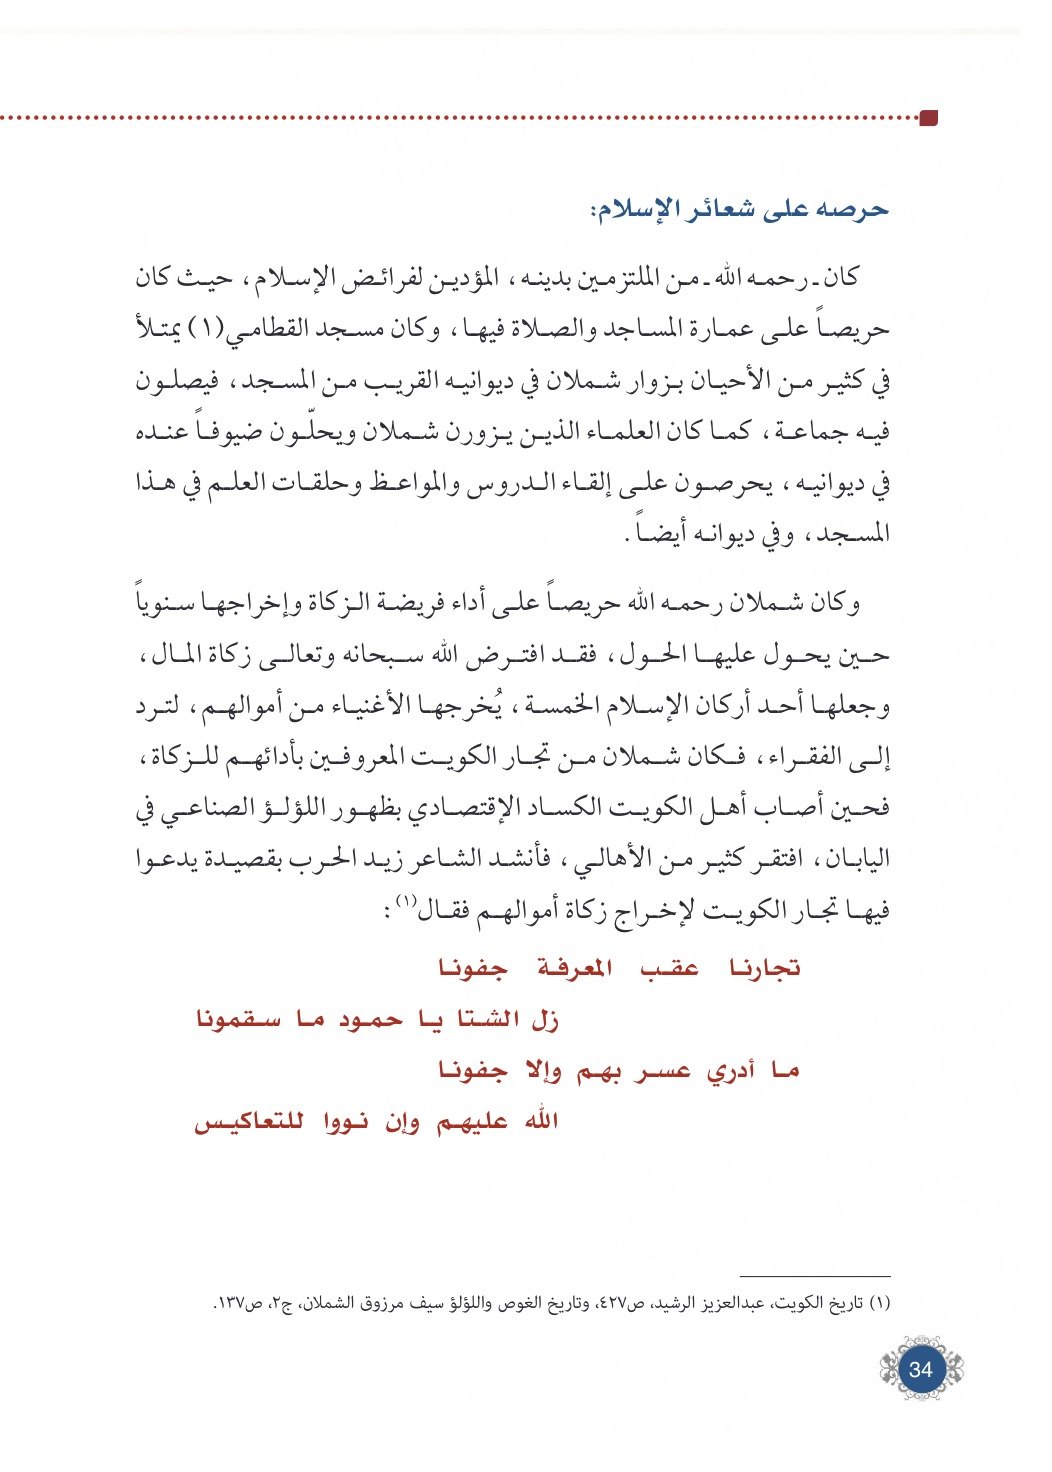 حرصه على شعائر الإسلام:
كان ـ رحمه الله ـ من الملتزمين بدينه، المؤدين لفرائض الإسلام، حيث كان
حريصاً على عمارة المساجد والصلاة فيها، وكان مسجد القطامي(١) يمتلأ
في كثير من الأحيان بزوار شملان في ديوانيه القريب من المسجد، فيصلون
فيه جماعة، كما كان العلماء الذين يزورن شملان ويحلّون ضيوفاً عنده
في ديوانيه، يحرصون على إلقاء الدروس والمواعظ وحلقات العلم في هذا
المسجد، وفي ديوانه أيضاً.
وكان شملان رحمه الله حريصاً على أداء فريضة الزكاة وإخراجها سنوياً
حين يحول عليها الحول، فقد افترض الله سبحانه وتعالى زكاة المال،
وجعلها أحد أركان الإسلام الخمسة، يُخرجها الأغنياء من أموالهم، لترد
إلى الفقراء، فكان شملان من تجار الكويت المعروفين بأدائهم للزكاة،
فحين أصاب أهل الكويت الكساد الإقتصادي بظهور اللؤلؤ الصناعي في
اليابان، افتقر كثير من الأهالي، فأنشد الشاعر زيد الحرب بقصيدة يدعوا
فيها تجار الكويت لإخراج زكاة أموالهم فقال(١):
تجارنا عقب المعرفة جفونا
زل الشتا يا حمود ما سقمونا
ما أدري عسر بهم وإلا جفونا
الله عليهم وإن نووا للتعاكيس
(١) تاريخ الكويت، عبدالعزيز الرشيد، ص٤٢٧، وتاريخ الغوص واللؤلؤ سيف مرزوق الشملان، ج٢، ص١٣٧.
34